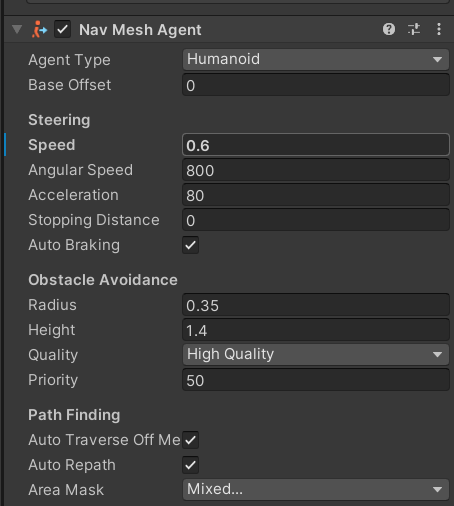 Nav Mesh Agent
Agent Type Humanoid
Base Offset 0
Steering
Speed 0.6
Angular Speed 800
Acceleration 80
Stopping Distance 0
Auto Braking
Obstacle Avoidance
Radius 0.35
Height 1.4
Quality High Quality
Priority 50
Path Finding
Auto Traverse Off Me
Auto Repath
Area Mask Mixed...